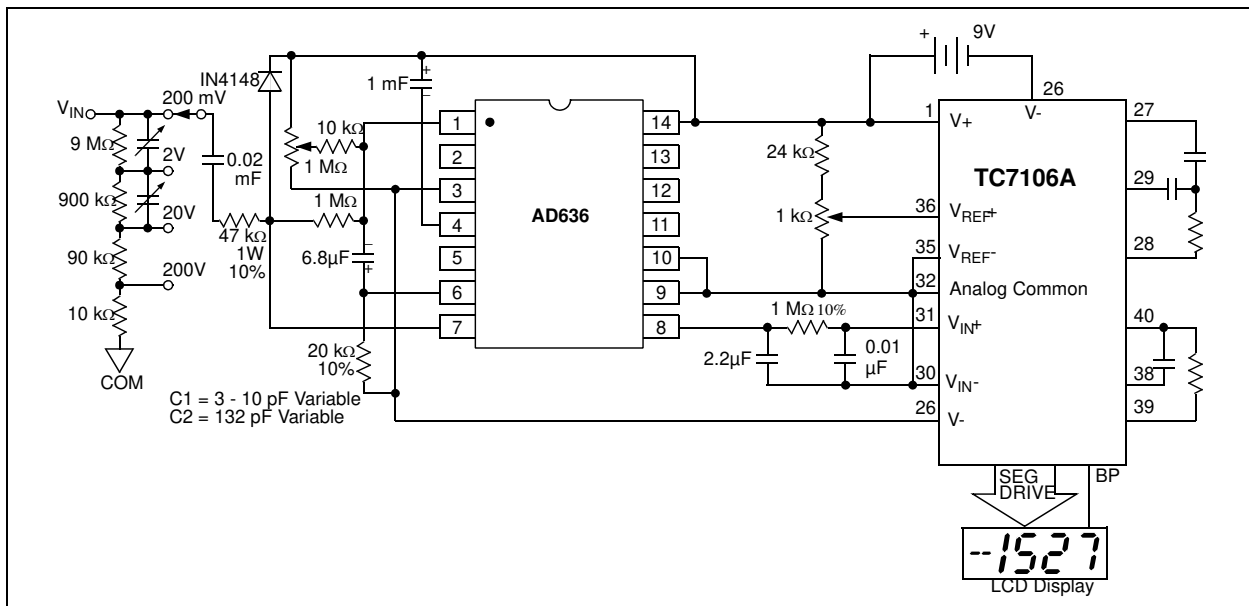 9V
+
IN4148
+
1 mF
–
26
V-
VIN
200 mV
1
V+
27
9 MΩ
0.02
mF
10 kΩ
1 MΩ
1
2
3
4
5
6
7
14
13
12
11
10
9
8
AD636
24 kΩ
TC7106A
2V
900 kΩ
20V
29
1 kΩ
36
VREF+
47 kΩ
1W
10%
1 MΩ
–
6.8µF
+
35
VREF-
28
90 kΩ
200V
32
Analog Common
10 kΩ
1 MΩ 10%
31
VIN+
40
COM
20 kΩ
10%
2.2µF
0.01
µF
30
VIN-
38
C1 = 3 - 10 pF Variable
C2 = 132 pF Variable
26
V-
39
SEG
DRIVE
BP
--1527
LCD Display